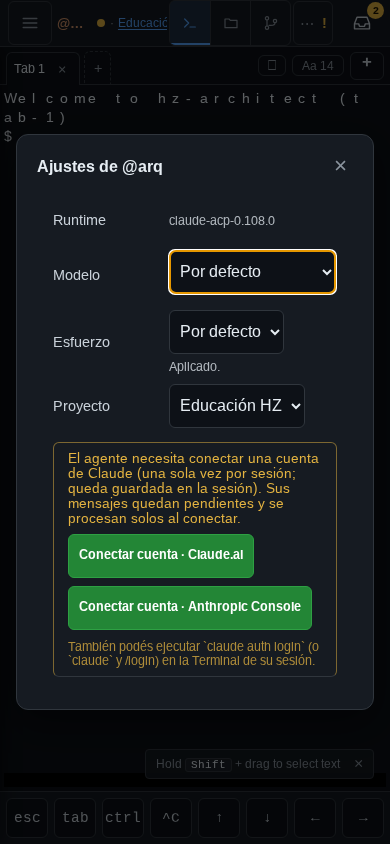 @... · Educació ... !
2
Tab 1 × +
Aa 14 +
Welcome to hz-architect (t
ab-1)
$
Ajustes de @arq ×
Runtime claude-acp-0.108.0
Modelo Por defecto
Esfuerzo Por defecto
Aplicado.
Proyecto Educación HZ
El agente necesita conectar una cuenta
de Claude (una sola vez por sesión;
queda guardada en la sesión). Sus
mensajes quedan pendientes y se
procesan solos al conectar.
Conectar cuenta · Claude.ai
Conectar cuenta · Anthropic Console
También podés ejecutar `claude auth login` (o
`claude` y /login) en la Terminal de su sesión.
Hold Shift + drag to select text ×
esc tab ctrl ^C ↑ ↓ ← →